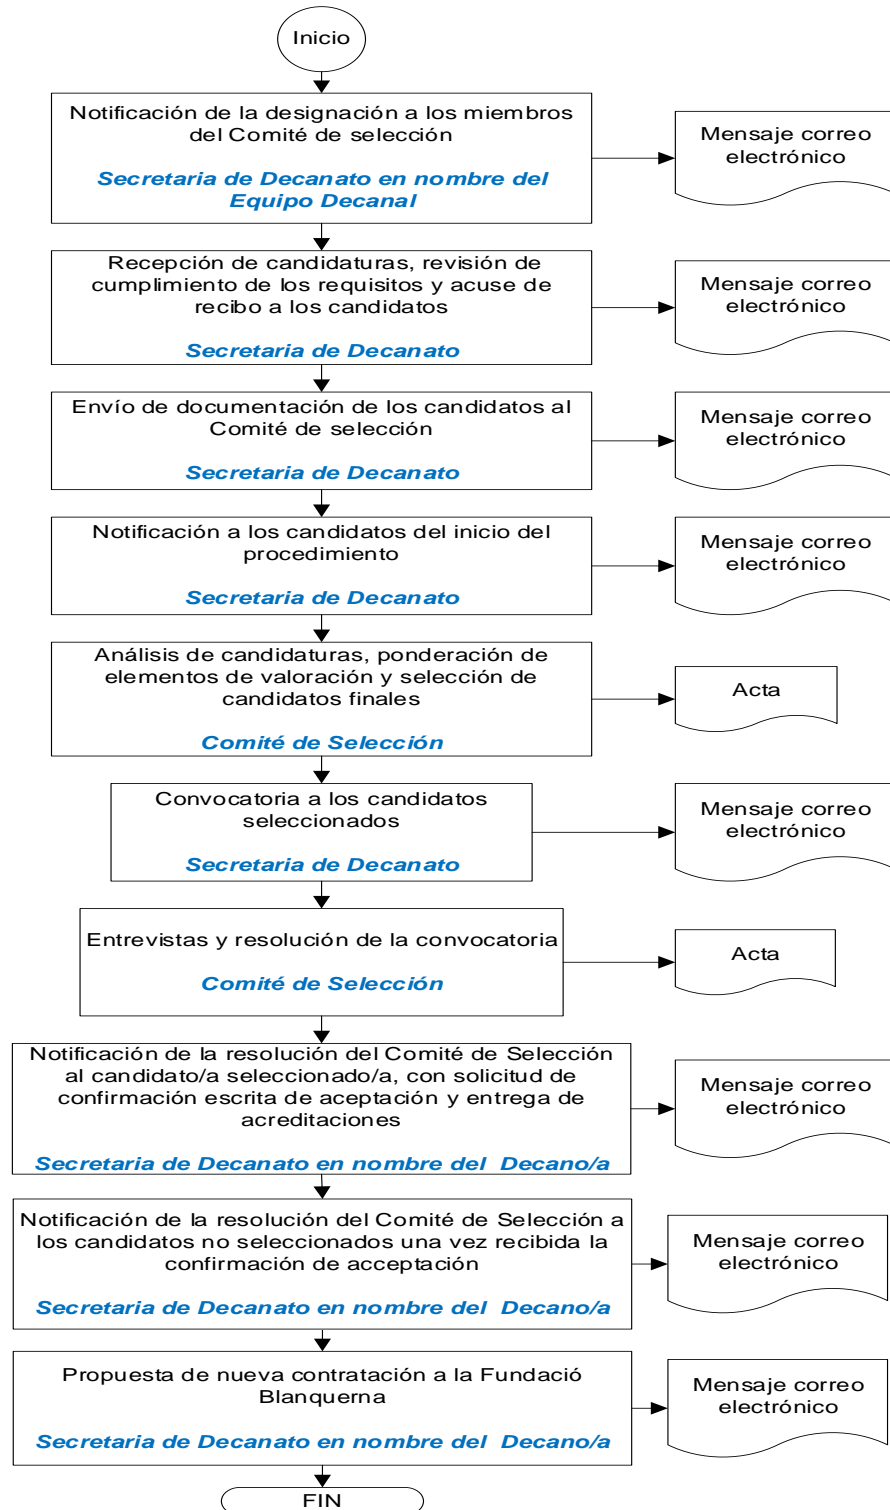 Inicio
Notificación de la designación a los miembros
del Comité de selección
Secretaria de Decanato en nombre del
Equipo Decanal
Mensaje correo
electrónico
Recepción de candidaturas, revisión de
cumplimiento de los requisitos y acuse de
recibo a los candidatos
Secretaria de Decanato
Mensaje correo
electrónico
Envío de documentación de los candidatos al
Comité de selección
Secretaria de Decanato
Mensaje correo
electrónico
Notificación a los candidatos del inicio del
procedimiento
Secretaria de Decanato
Mensaje correo
electrónico
Análisis de candidaturas, ponderación de
elementos de valoración y selección de
candidatos finales
Comité de Selección
Acta
Convocatoria a los candidatos
seleccionados
Secretaria de Decanato
Mensaje correo
electrónico
Entrevistas y resolución de la convocatoria
Comité de Selección
Acta
Notificación de la resolución del Comité de Selección
al candidato/a seleccionado/a, con solicitud de
confirmación escrita de aceptación y entrega de
acreditaciones
Secretaria de Decanato en nombre del Decano/a
Mensaje correo
electrónico
Notificación de la resolución del Comité de Selección a
los candidatos no seleccionados una vez recibida la
confirmación de acceptación
Secretaria de Decanato en nombre del Decano/a
Mensaje correo
electrónico
Propuesta de nueva contratación a la Fundació
Blanquerna
Secretaria de Decanato en nombre del Decano/a
Mensaje correo
electrónico
FIN